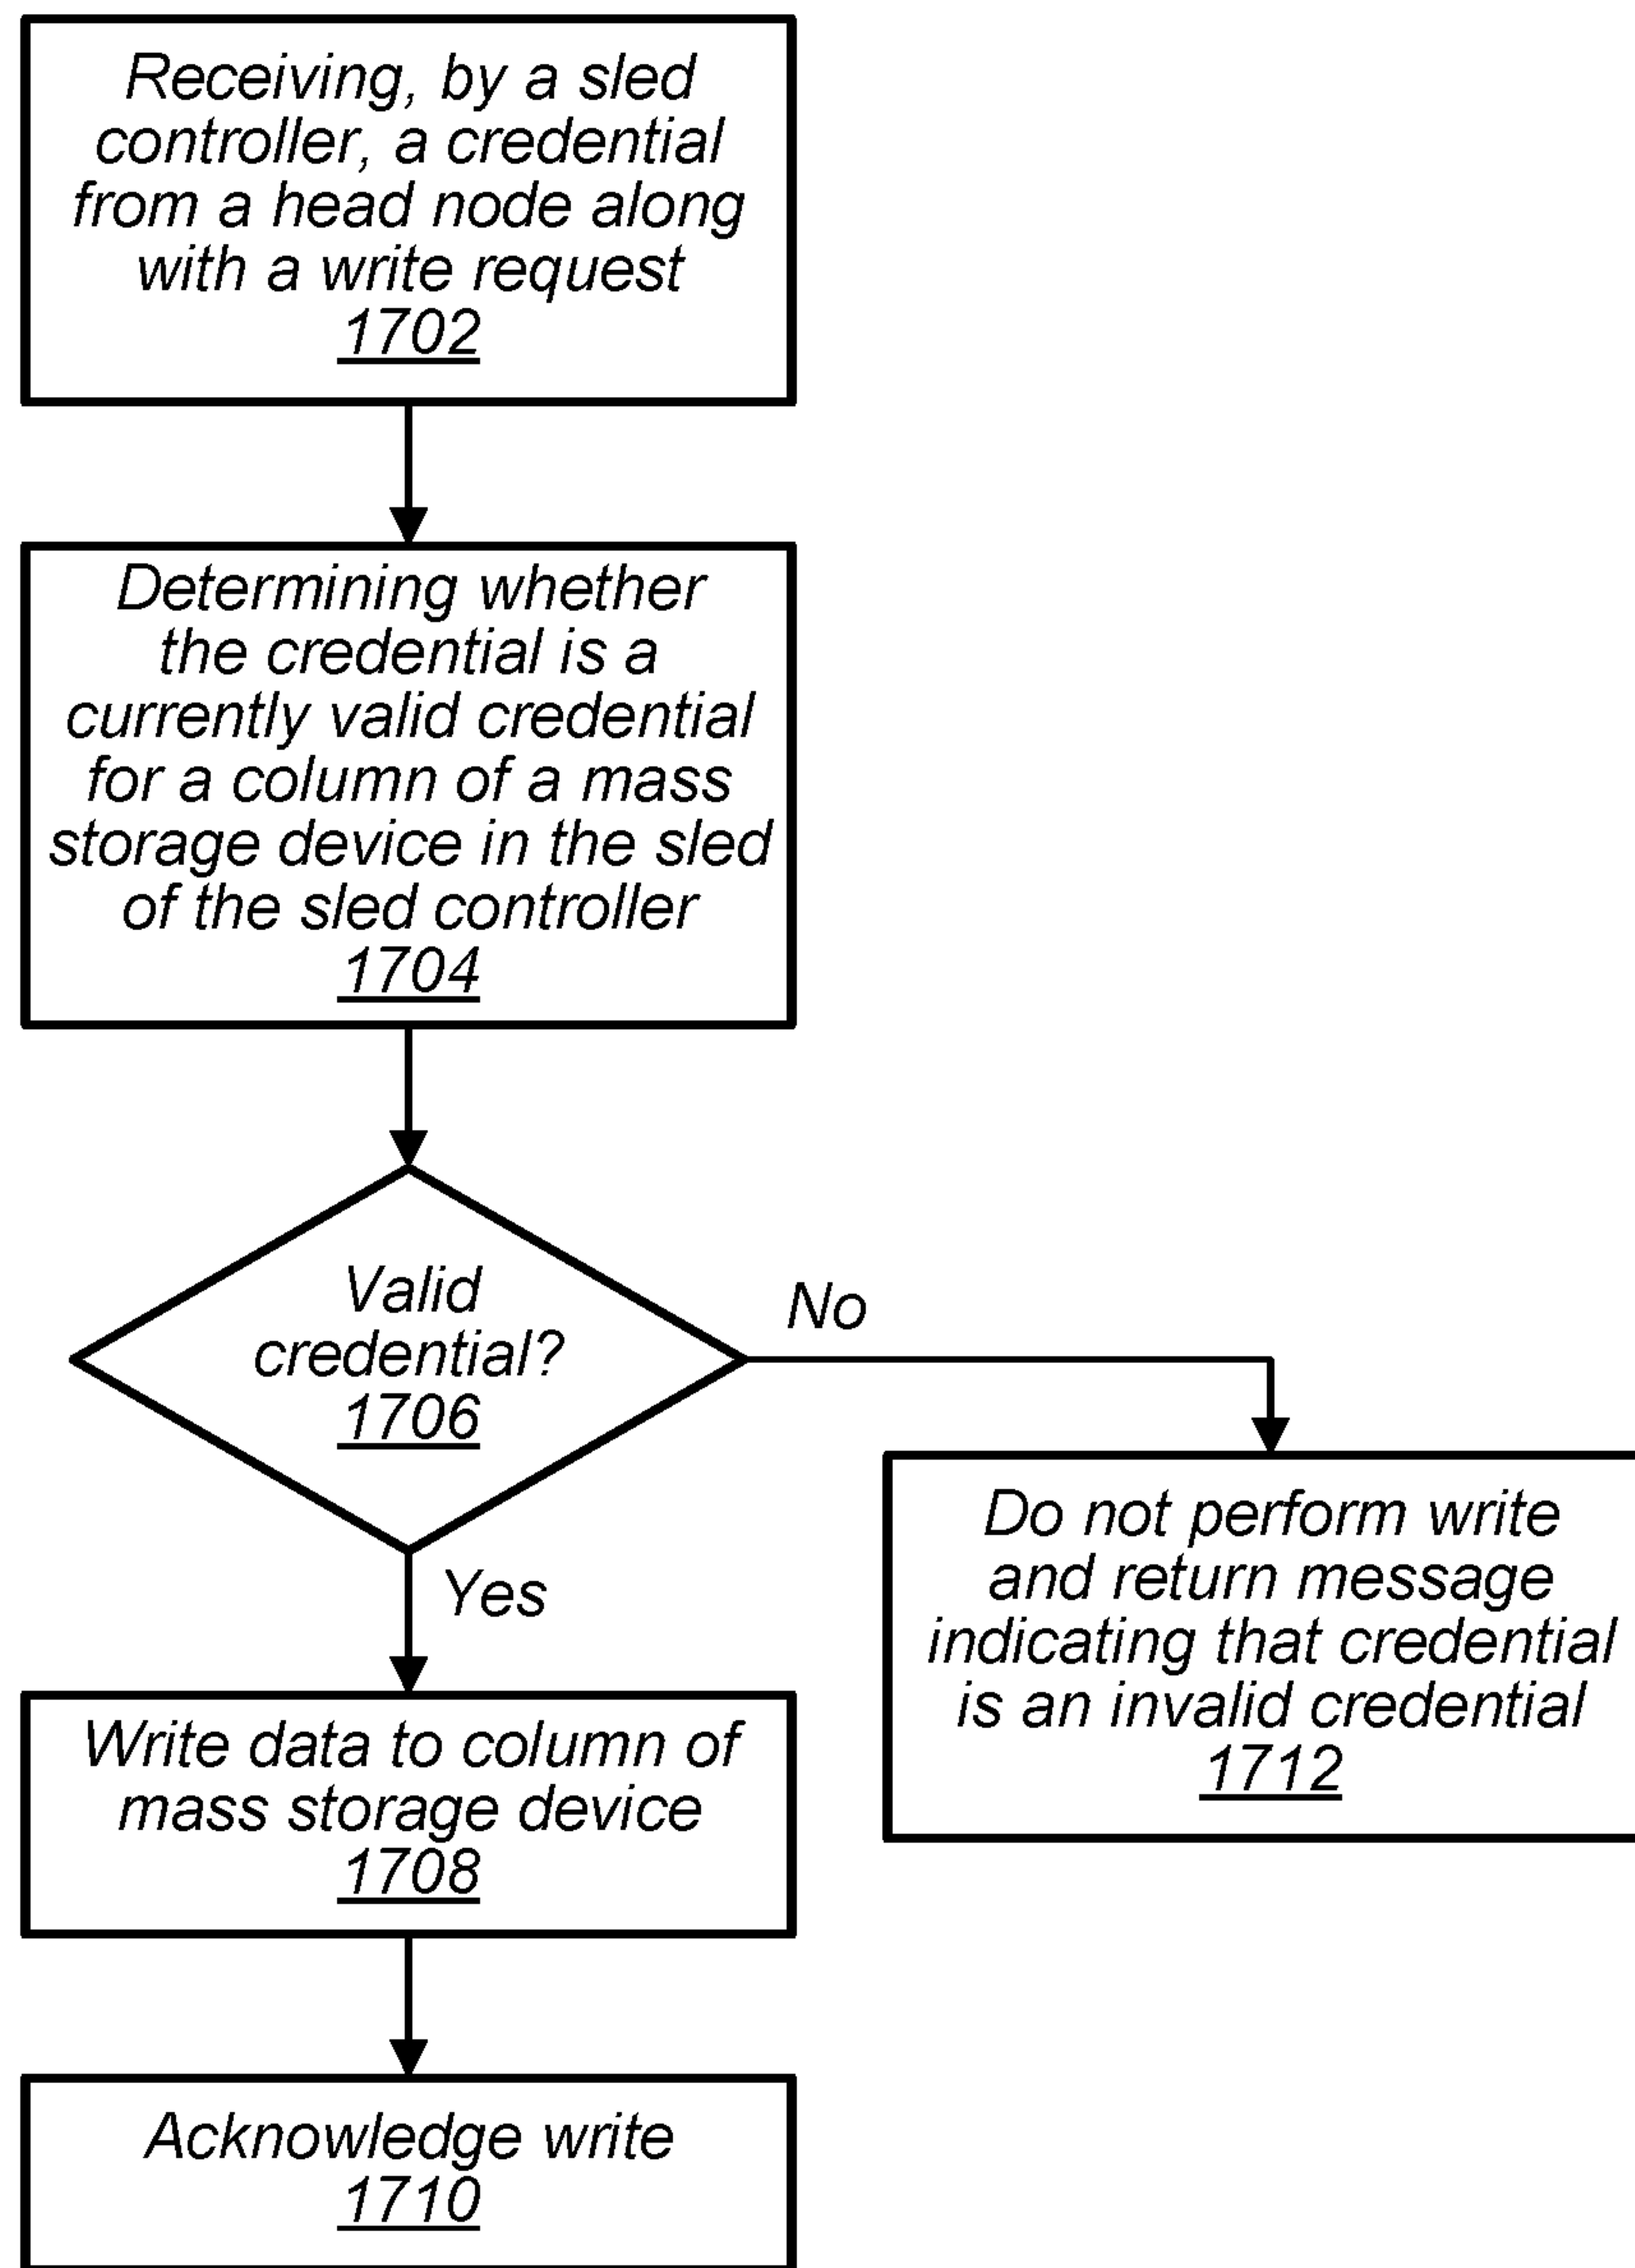 Receiving, by a sled
controller, a credential
from a head node along
with a write request
1702
Determining whether
the credential is a
currently valid credential
for a column of a mass
storage device in the sled
of the sled controller
1704
Valid
credential?
1706
No
Yes
Do not perform write
and return message
indicating that credential
is an invalid credential
1712
Write data to column of
mass storage device
1708
Acknowledge write
1710